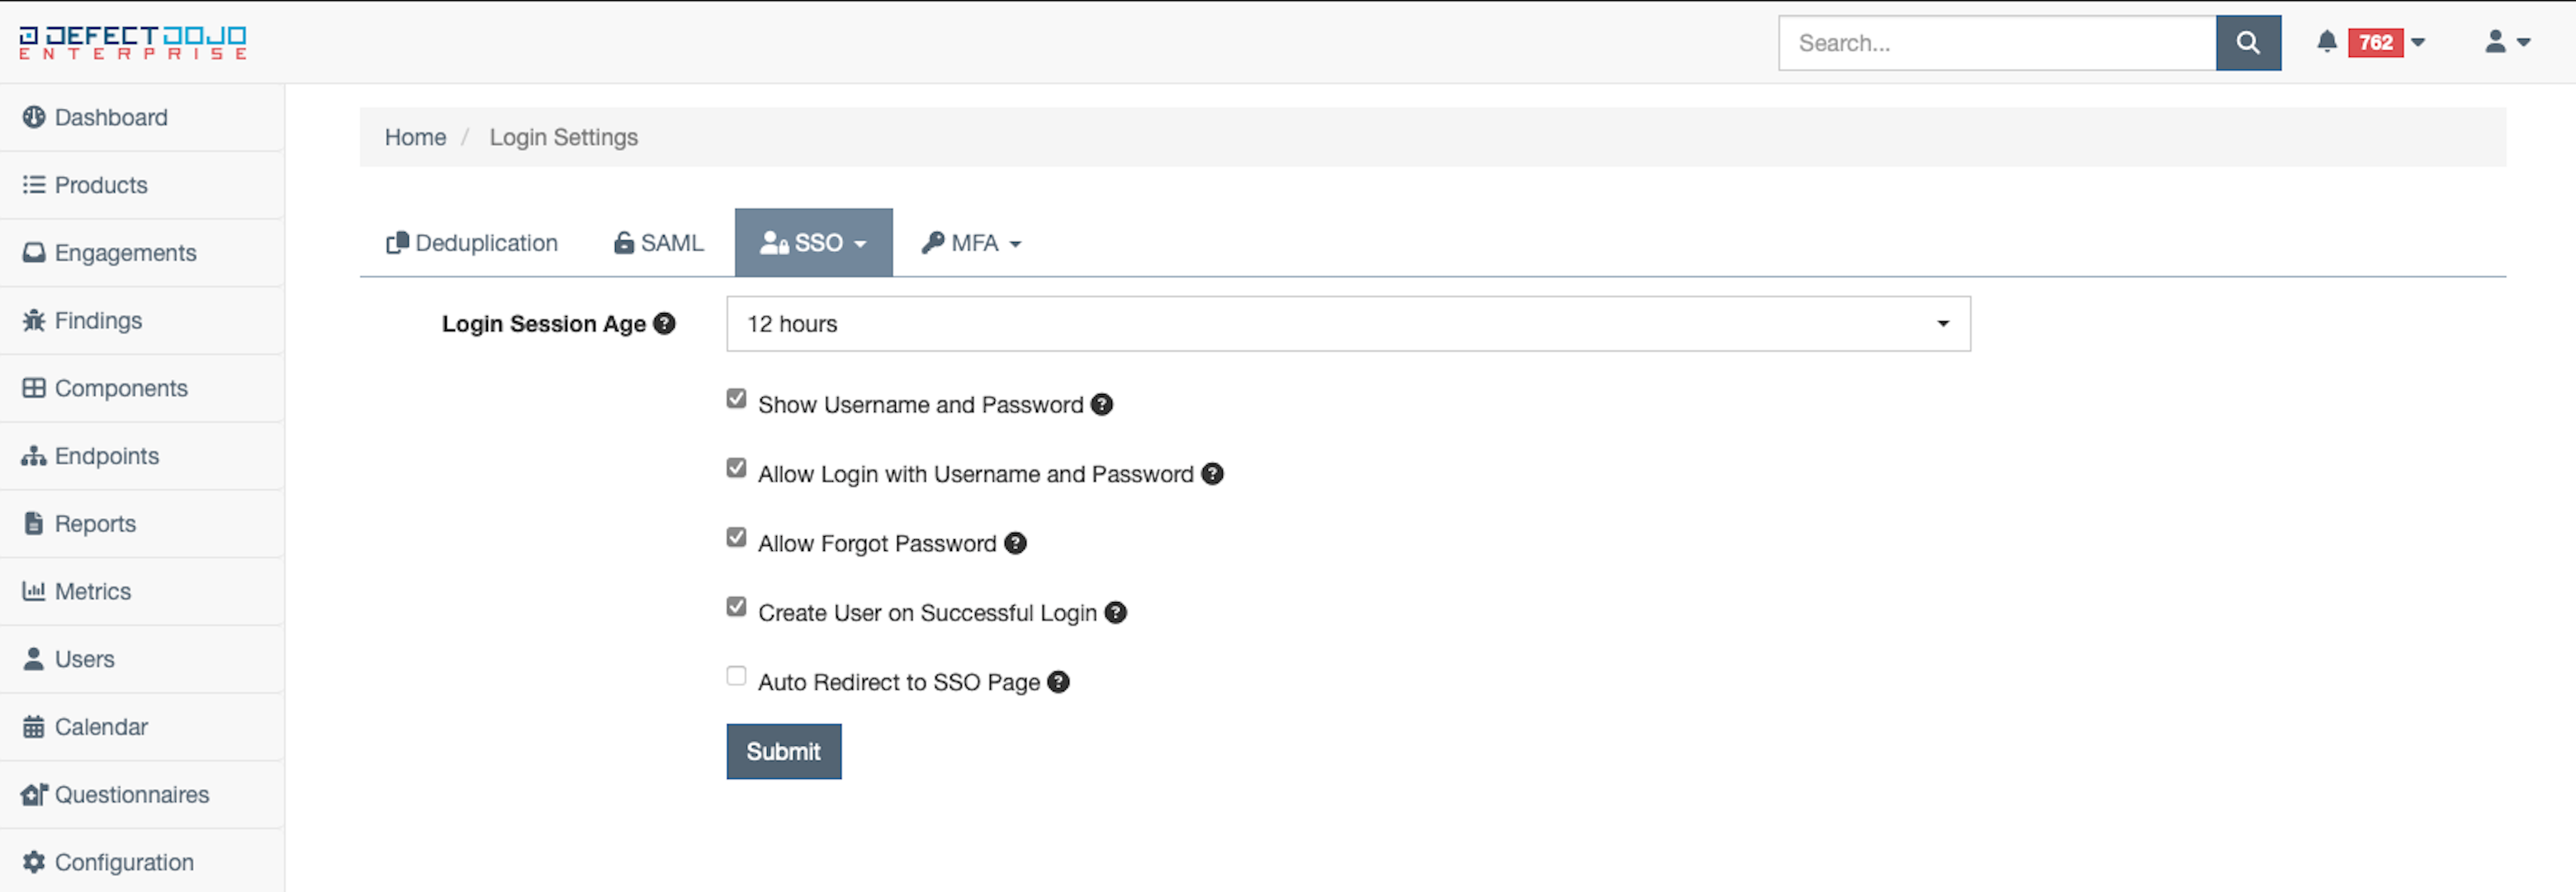 DEFECTDOJO
ENTERPRISE
Search...
762
Dashboard
Products
Engagements
Findings
Components
Endpoints
Reports
Metrics
Users
Calendar
Questionnaires
Configuration
Home / Login Settings
Deduplication SAML SSO MFA
Login Session Age ? 12 hours
Show Username and Password ?
Allow Login with Username and Password ?
Allow Forgot Password ?
Create User on Successful Login ?
Auto Redirect to SSO Page ?
Submit